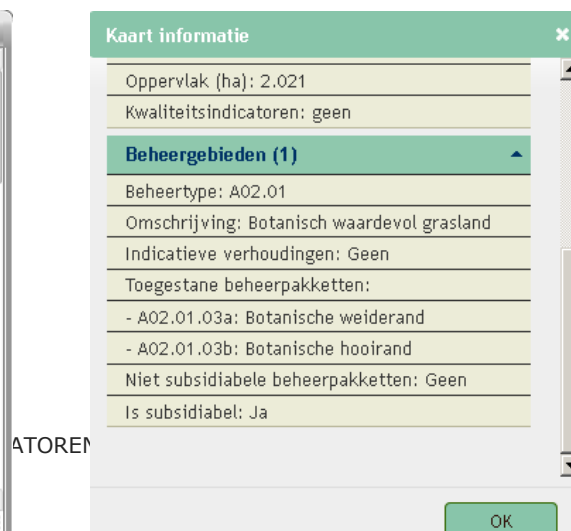 Kaart informatie
Oppervlak (ha): 2.021
Kwaliteitsindicatoren: geen
Beheergebieden (1)
Beheertype: A02.01
Omschrijving: Botanisch waardevol grasland
Indicatieve verhoudingen: Geen
Toegestane beheerpakketten:
- A02.01.03a: Botanische weiderand
- A02.01.03b: Botanische hooirand
Niet subsidiabele beheerpakketten: Geen
Is subsidiabel: Ja
ATOREN
OK